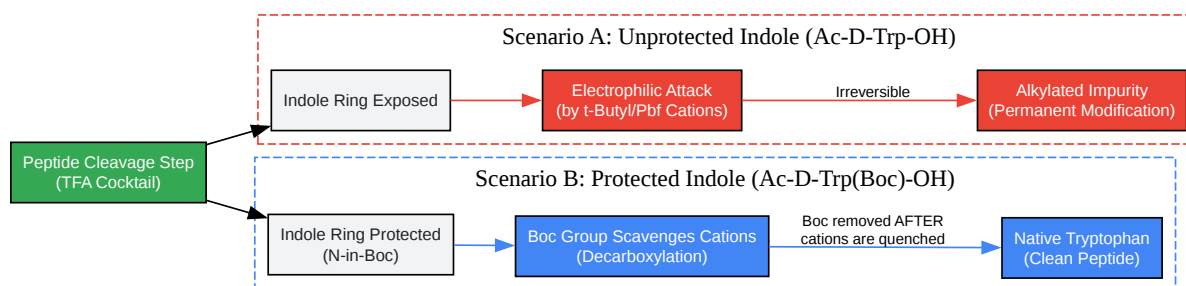 Scenario A: Unprotected Indole (Ac-D-Trp-OH)
Indole Ring Exposed
Electrophilic Attack
(by t-Butyl/Pbf Cations)
Irreversible
Alkylated Impurity
(Permanent Modification)
Peptide Cleavage Step
(TFA Cocktail)
Scenario B: Protected Indole (Ac-D-Trp(Boc)-OH)
Indole Ring Protected
(N-in-Boc)
Boc Group Scavenges Cations
(Decarboxylation)
Boc removed AFTER
cations are quenched
Native Tryptophan
(Clean Peptide)